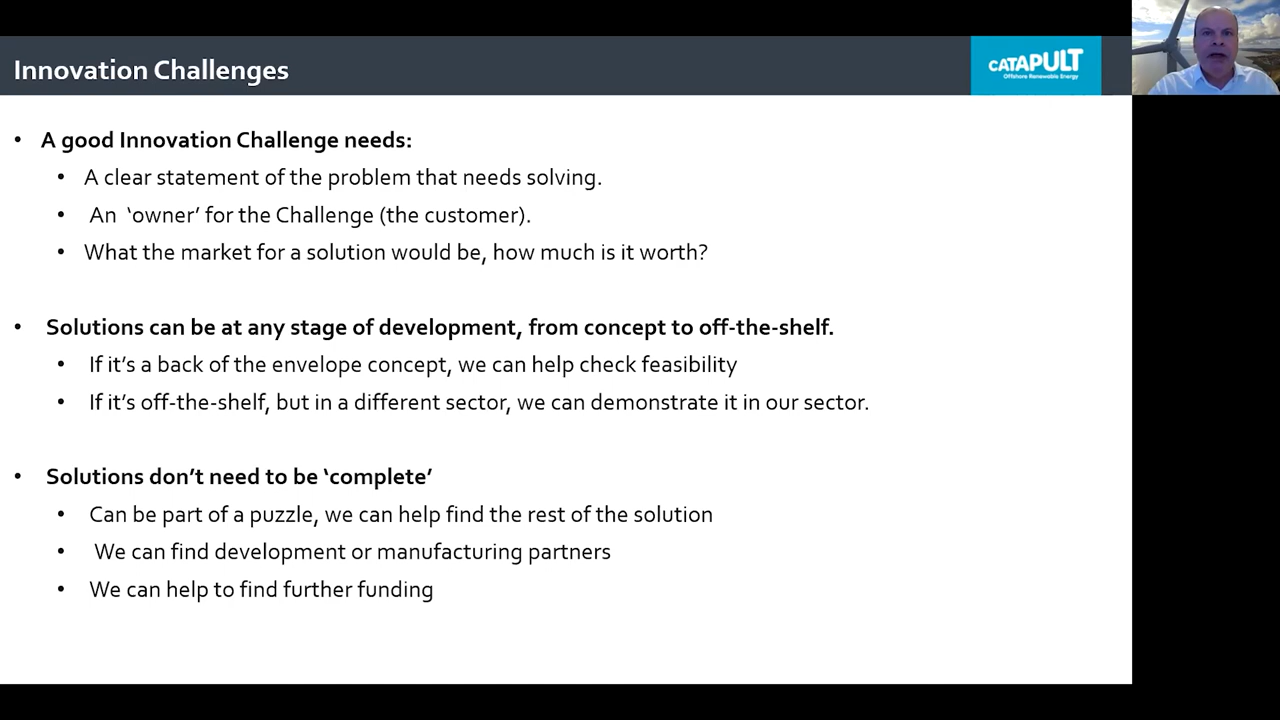 Innovation Challenges
CATAPULT
Offshore Renewable Energy
• A good Innovation Challenge needs:
• A clear statement of the problem that needs solving.
• An ‘owner’ for the Challenge (the customer).
• What the market for a solution would be, how much is it worth?
• Solutions can be at any stage of development, from concept to off-the-shelf.
• If it’s a back of the envelope concept, we can help check feasibility
• If it’s off-the-shelf, but in a different sector, we can demonstrate it in our sector.
• Solutions don’t need to be ‘complete’
• Can be part of a puzzle, we can help find the rest of the solution
• We can find development or manufacturing partners
• We can help to find further funding